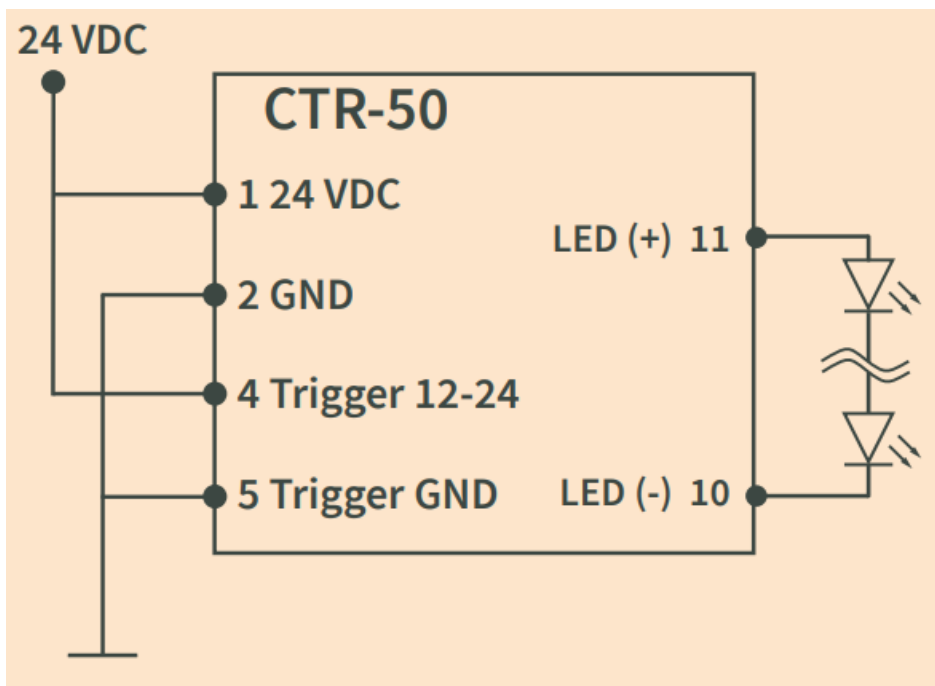 24 VDC
CTR-50
1 24 VDC
LED (+) 11
2 GND
4 Trigger 12-24
5 Trigger GND
LED (-) 10